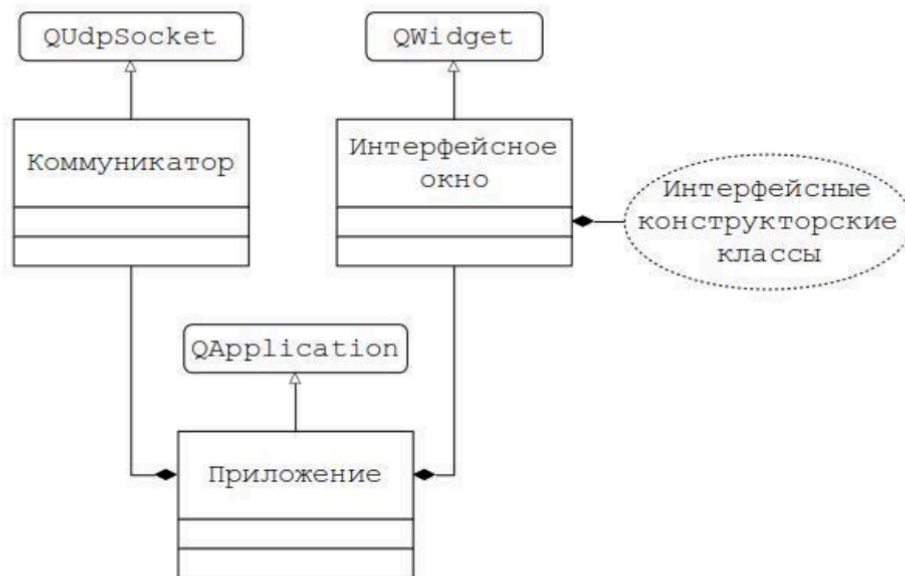 QUdpSocket
QWidget
Коммуникатор
Интерфейсное
окно
Интерфейсные
конструкторские
классы
QApplication
Приложение